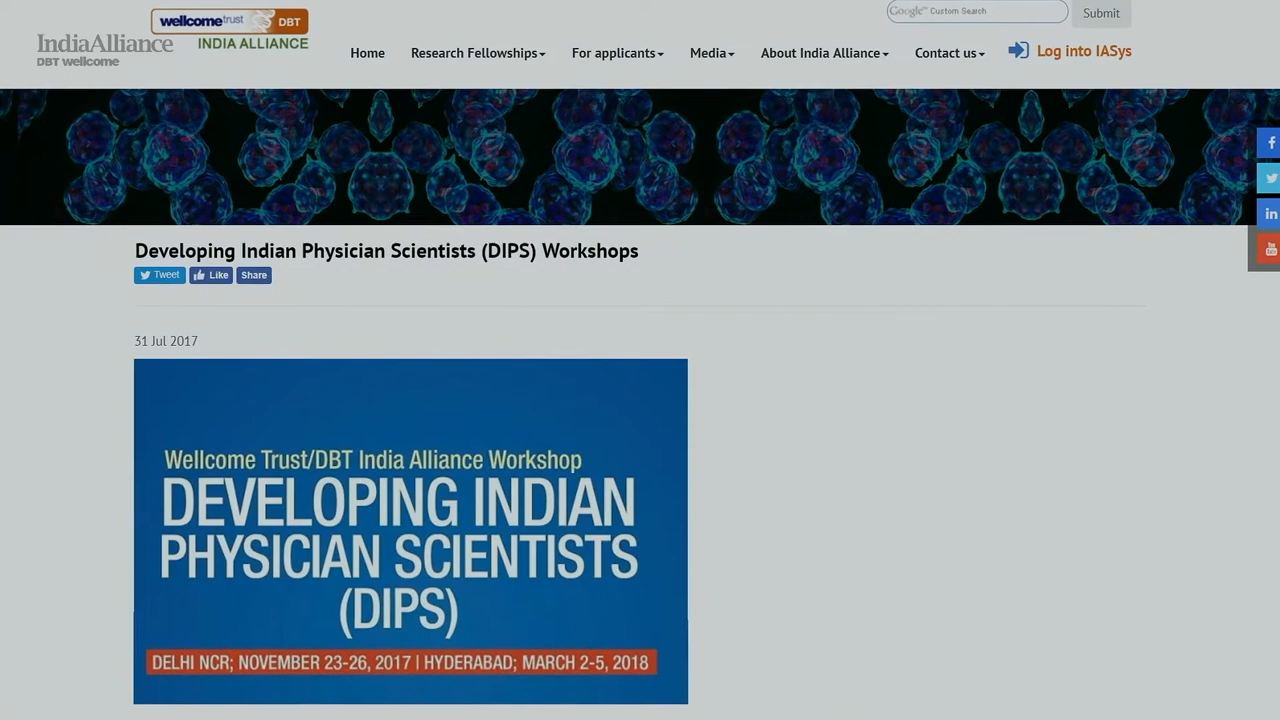 wellcome trust DBT
INDIA ALLIANCE
IndiaAlliance
DBT wellcome
Google™ Custom Search
Submit
Home
Research Fellowships
For applicants
Media
About India Alliance
Contact us
Log into IASys
Developing Indian Physician Scientists (DIPS) Workshops
Tweet
Like
Share
31 Jul 2017
Wellcome Trust/DBT India Alliance Workshop
DEVELOPING INDIAN
PHYSICIAN SCIENTISTS
(DIPS)
DELHI NCR; NOVEMBER 23-26, 2017 | HYDERABAD; MARCH 2-5, 2018